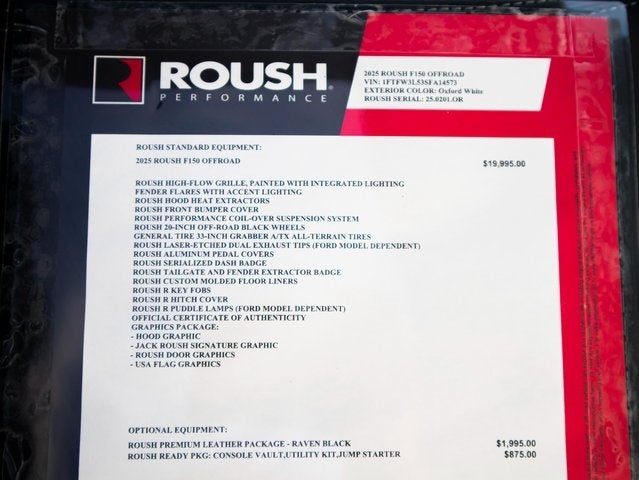 ROUSH
PERFORMANCE
2025 ROUSH F150 OFFROAD
VIN: 1FTFW3L53SFA14573
EXTERIOR COLOR: Oxford White
ROUSH SERIAL: 25.0201.OR
ROUSH STANDARD EQUIPMENT:
2025 ROUSH F150 OFFROAD $19,995.00
ROUSH HIGH-FLOW GRILLE, PAINTED WITH INTEGRATED LIGHTING
FENDER FLARES WITH ACCENT LIGHTING
ROUSH HOOD HEAT EXTRACTORS
ROUSH FRONT BUMPER COVER
ROUSH PERFORMANCE COIL-OVER SUSPENSION SYSTEM
ROUSH 20-INCH OFF-ROAD BLACK WHEELS
GENERAL TIRE 33-INCH GRABBER A/TX ALL-TERRAIN TIRES
ROUSH LASER-ETCHED DUAL EXHAUST TIPS (FORD MODEL DEPENDENT)
ROUSH ALUMINUM PEDAL COVERS
ROUSH SERIALIZED DASH BADGE
ROUSH TAILGATE AND FENDER EXTRACTOR BADGE
ROUSH CUSTOM MOLDED FLOOR LINERS
ROUSH R KEY FOBS
ROUSH R HITCH COVER
ROUSH R PUDDLE LAMPS (FORD MODEL DEPENDENT)
OFFICIAL CERTIFICATE OF AUTHENTICITY
GRAPHICS PACKAGE:
- HOOD GRAPHIC
- JACK ROUSH SIGNATURE GRAPHIC
- ROUSH DOOR GRAPHICS
- USA FLAG GRAPHICS
OPTIONAL EQUIPMENT:
ROUSH PREMIUM LEATHER PACKAGE - RAVEN BLACK $1,995.00
ROUSH READY PKG: CONSOLE VAULT,UTILITY KIT,JUMP STARTER $875.00